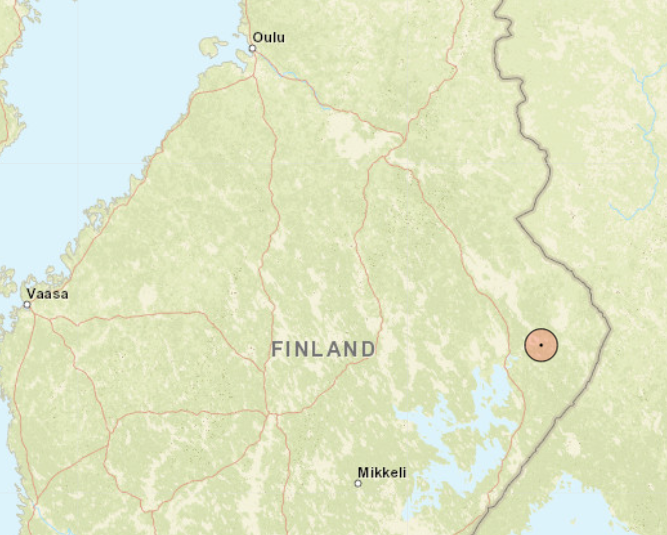 Oulu
Vaasa
FINLAND
Mikkeli